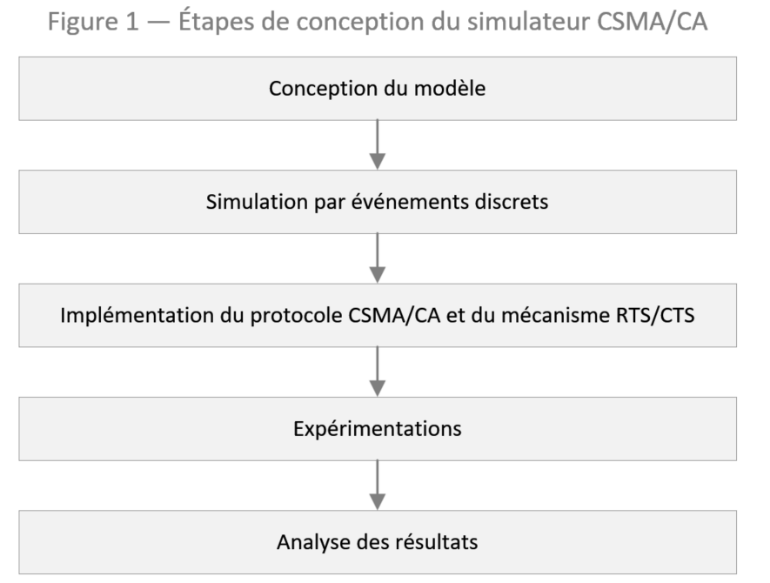 Figure 1 — Étapes de conception du simulateur CSMA/CA
Conception du modèle
Simulation par événements discrets
Implémentation du protocole CSMA/CA et du mécanisme RTS/CTS
Expérimentations
Analyse des résultats